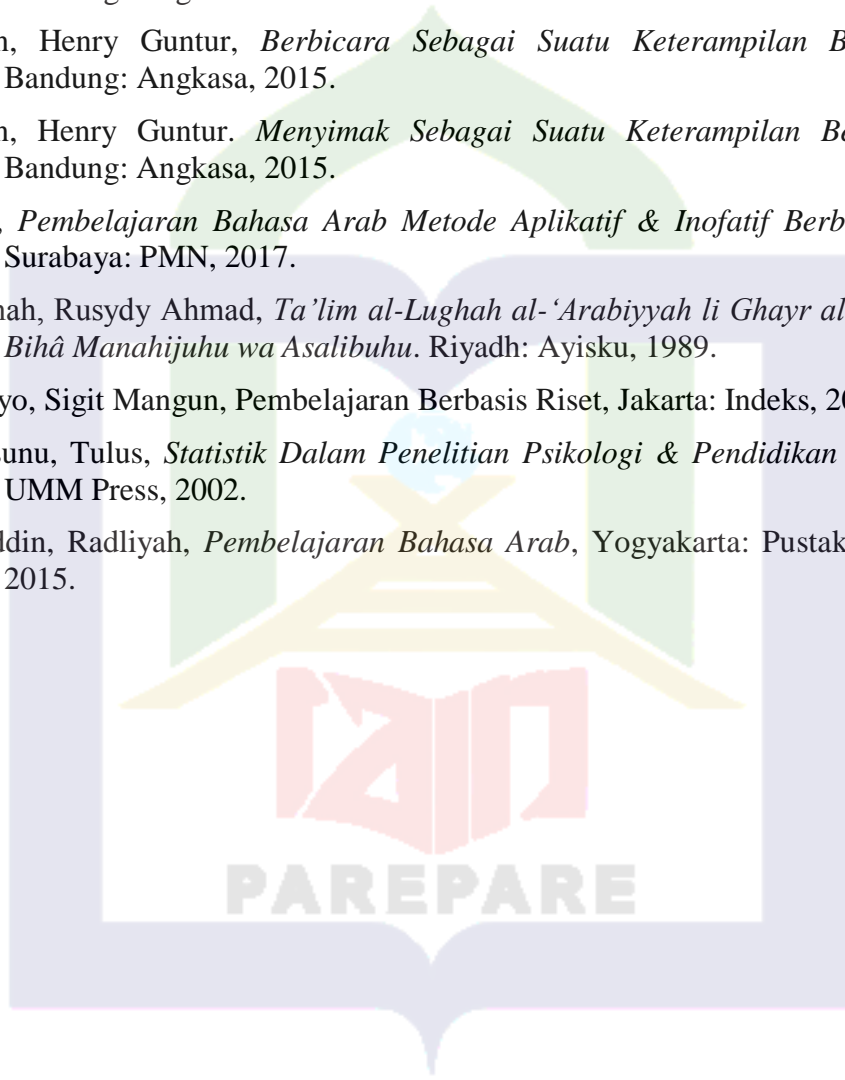 n, Henry Guntur, Berbicara Sebagai Suatu Keterampilan B
Bandung: Angkasa, 2015.
n, Henry Guntur. Menyimak Sebagai Suatu Keterampilan Be
Bandung: Angkasa, 2015.
, Pembelajaran Bahasa Arab Metode Aplikatif & Inofatif Berb
Surabaya: PMN, 2017.
nah, Rusydy Ahmad, Ta’lim al-Lughah al-‘Arabiyyah li Ghayr al
Bihâ Manahijuhu wa Asalibuhu. Riyadh: Ayisku, 1989.
yo, Sigit Mangun, Pembelajaran Berbasis Riset, Jakarta: Indeks, 20
unu, Tulus, Statistik Dalam Penelitian Psikologi & Pendidikan
UMM Press, 2002.
ddin, Radliyah, Pembelajaran Bahasa Arab, Yogyakarta: Pustak
2015.
iain
PAREPARE